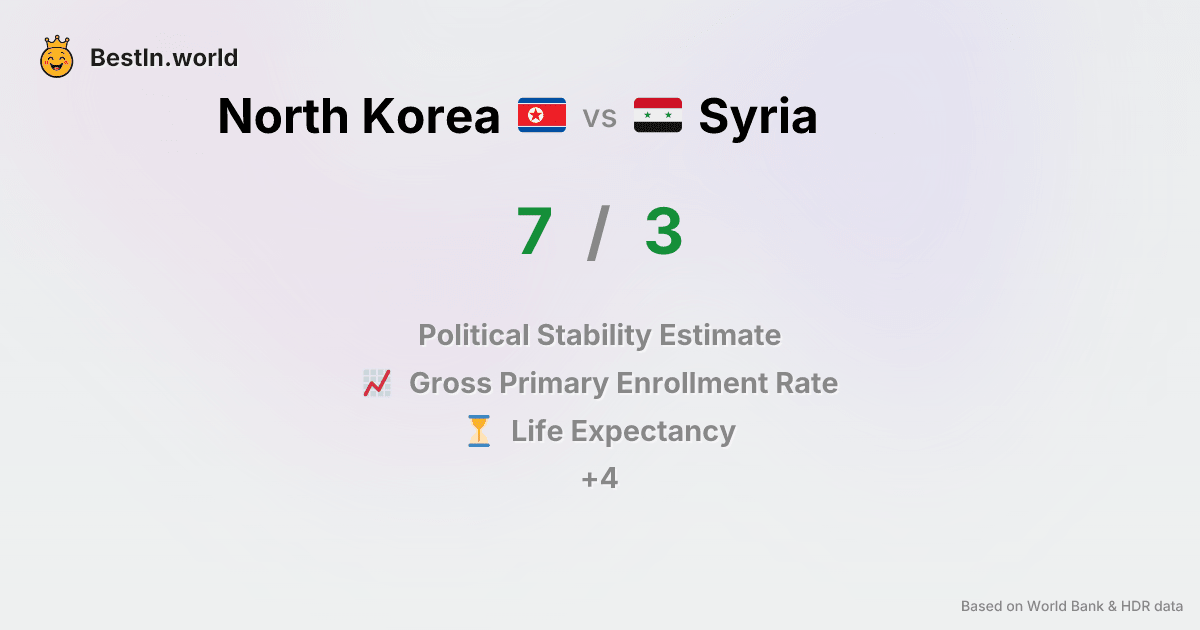 BestIn.world
North Korea vs Syria
7 / 3
Political Stability Estimate
Gross Primary Enrollment Rate
Life Expectancy
+4
Based on World Bank & HDR data